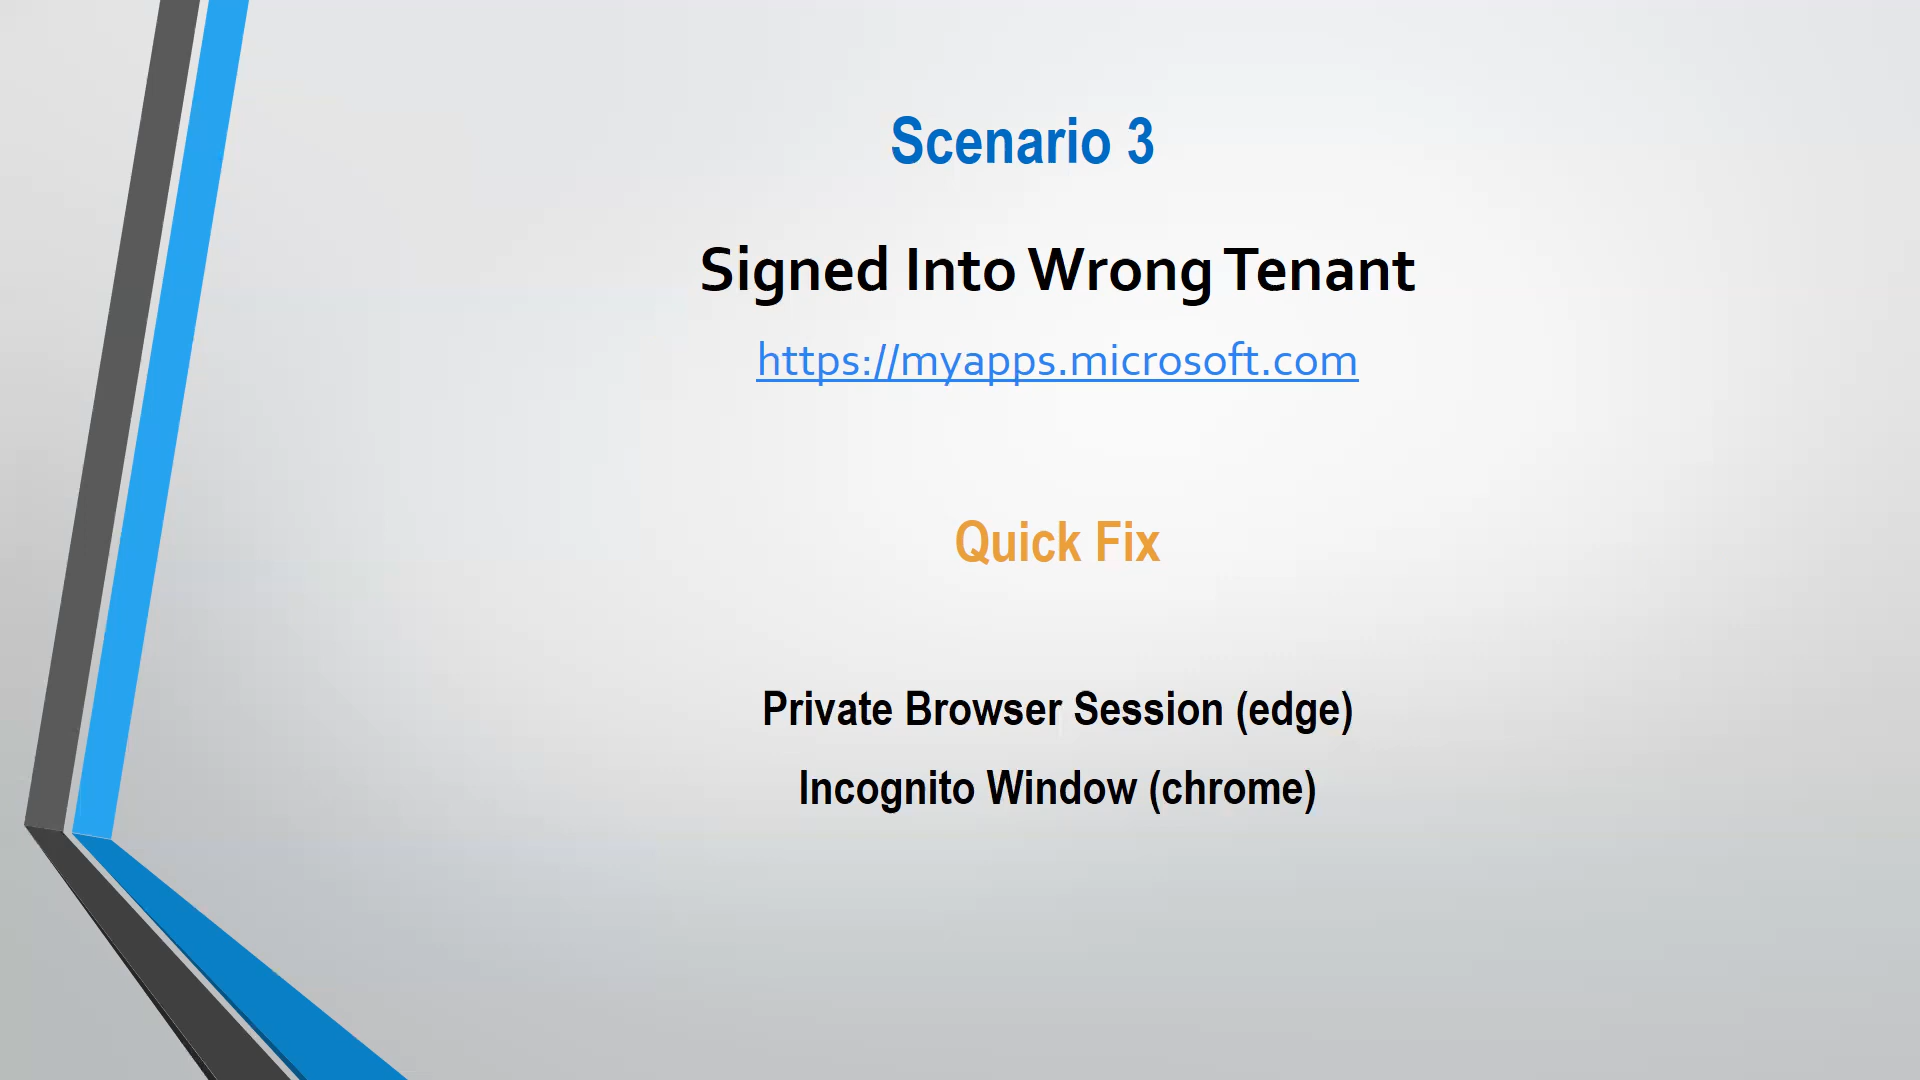 Scenario 3
Signed Into Wrong Tenant
https://myapps.microsoft.com
Quick Fix
Private Browser Session (edge)
Incognito Window (chrome)